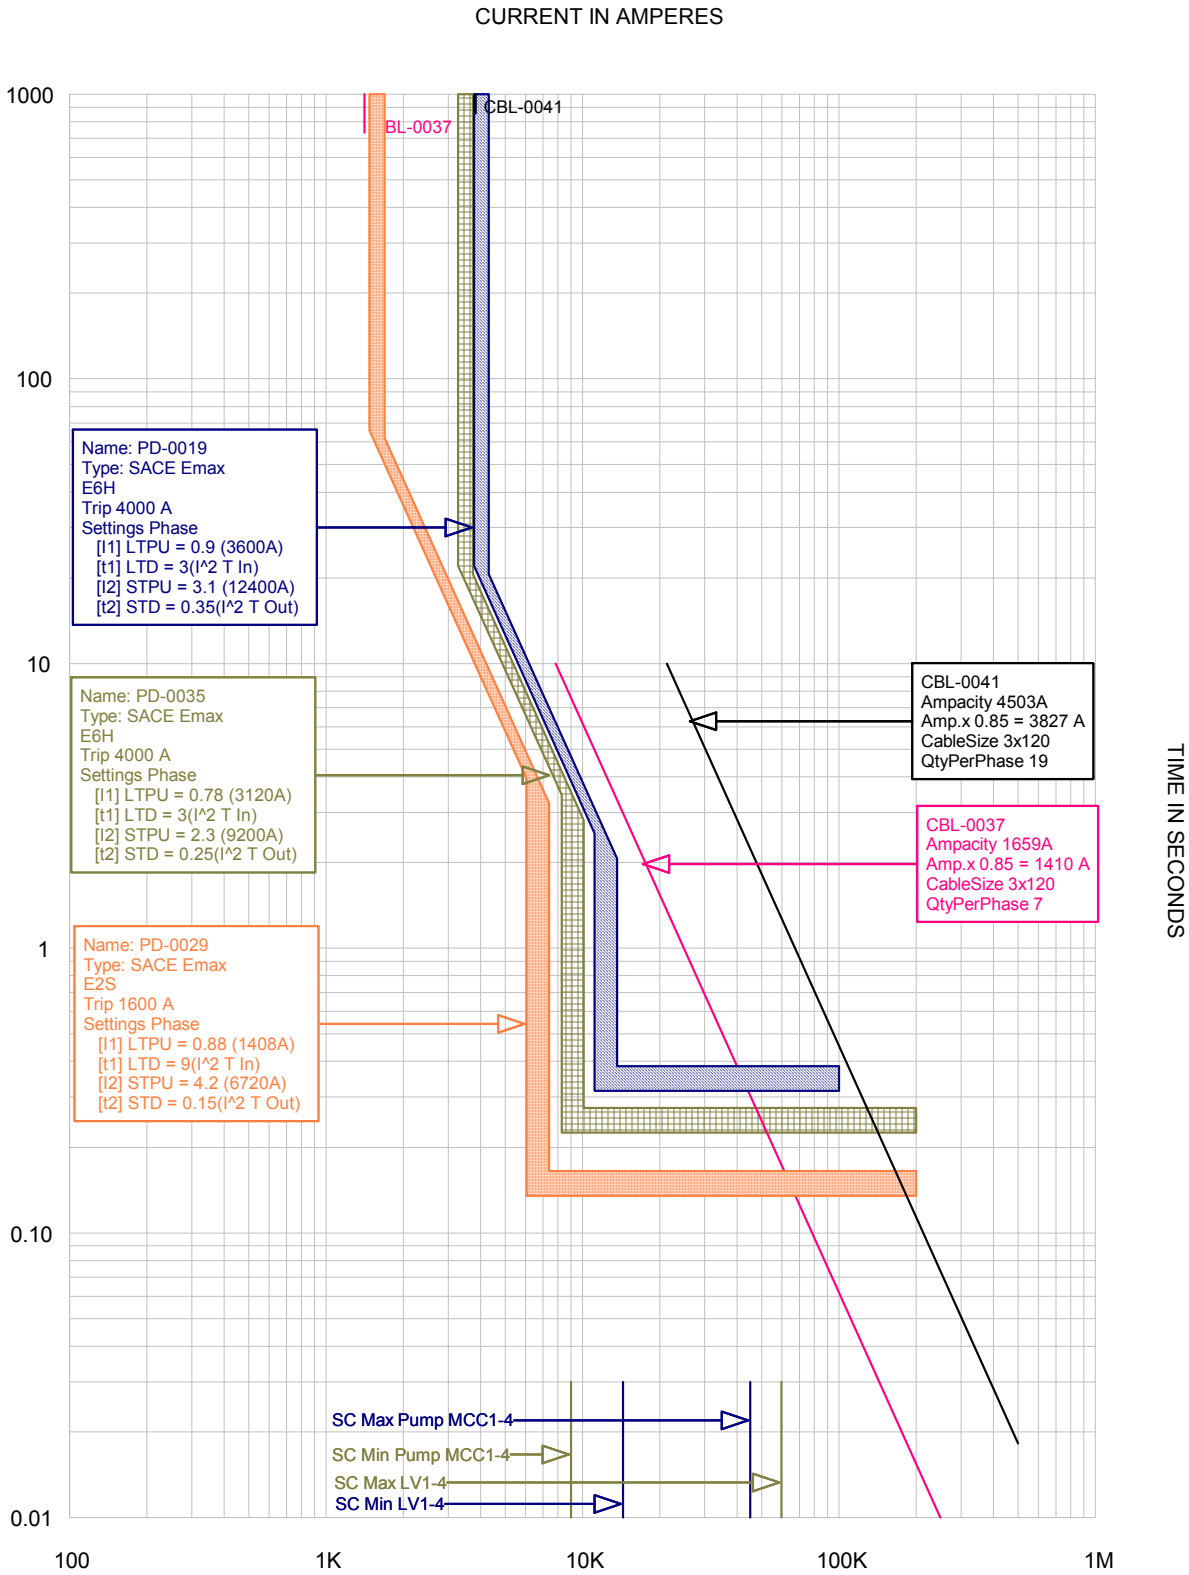 CURRENT IN AMPERES
1000
CBL-0041
BL-0037
100
Name: PD-0019
Type: SACE Emax
E6H
Trip 4000 A
Settings Phase
[I1] LTPU = 0.9 (3600A)
[t1] LTD = 3(I^2 T In)
[I2] STPU = 3.1 (12400A)
[t2] STD = 0.35(I^2 T Out)
10
Name: PD-0035
Type: SACE Emax
E6H
Trip 4000 A
Settings Phase
[I1] LTPU = 0.78 (3120A)
[t1] LTD = 3(I^2 T In)
[I2] STPU = 2.3 (9200A)
[t2] STD = 0.25(I^2 T Out)
CBL-0041
Ampacity 4503A
Amp.x 0.85 = 3827 A
CableSize 3x120
QtyPerPhase 19
CBL-0037
Ampacity 1659A
Amp.x 0.85 = 1410 A
CableSize 3x120
QtyPerPhase 7
TIME IN SECONDS
1
Name: PD-0029
Type: SACE Emax
E2S
Trip 1600 A
Settings Phase
[I1] LTPU = 0.88 (1408A)
[t1] LTD = 9(I^2 T In)
[I2] STPU = 4.2 (6720A)
[t2] STD = 0.15(I^2 T Out)
0.10
SC Max Pump MCC1-4
SC Min Pump MCC1-4
SC Max LV1-4
SC Min LV1-4
0.01
100
1K
10K
100K
1M